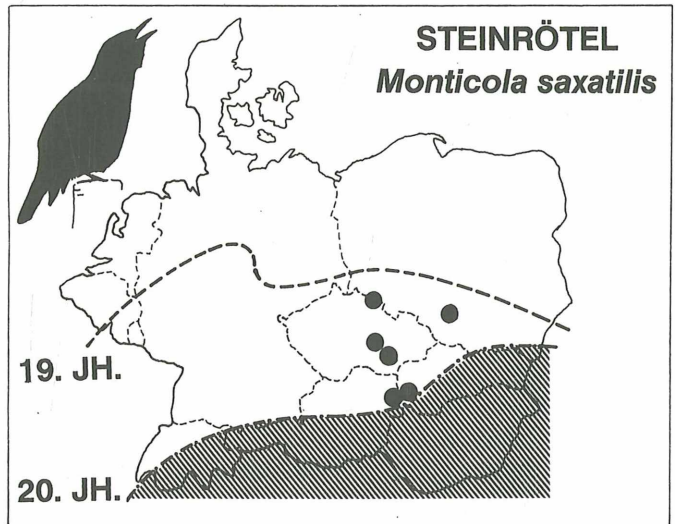 STEINRÖTEL
Monticola saxatilis
19. JH.
20. JH.